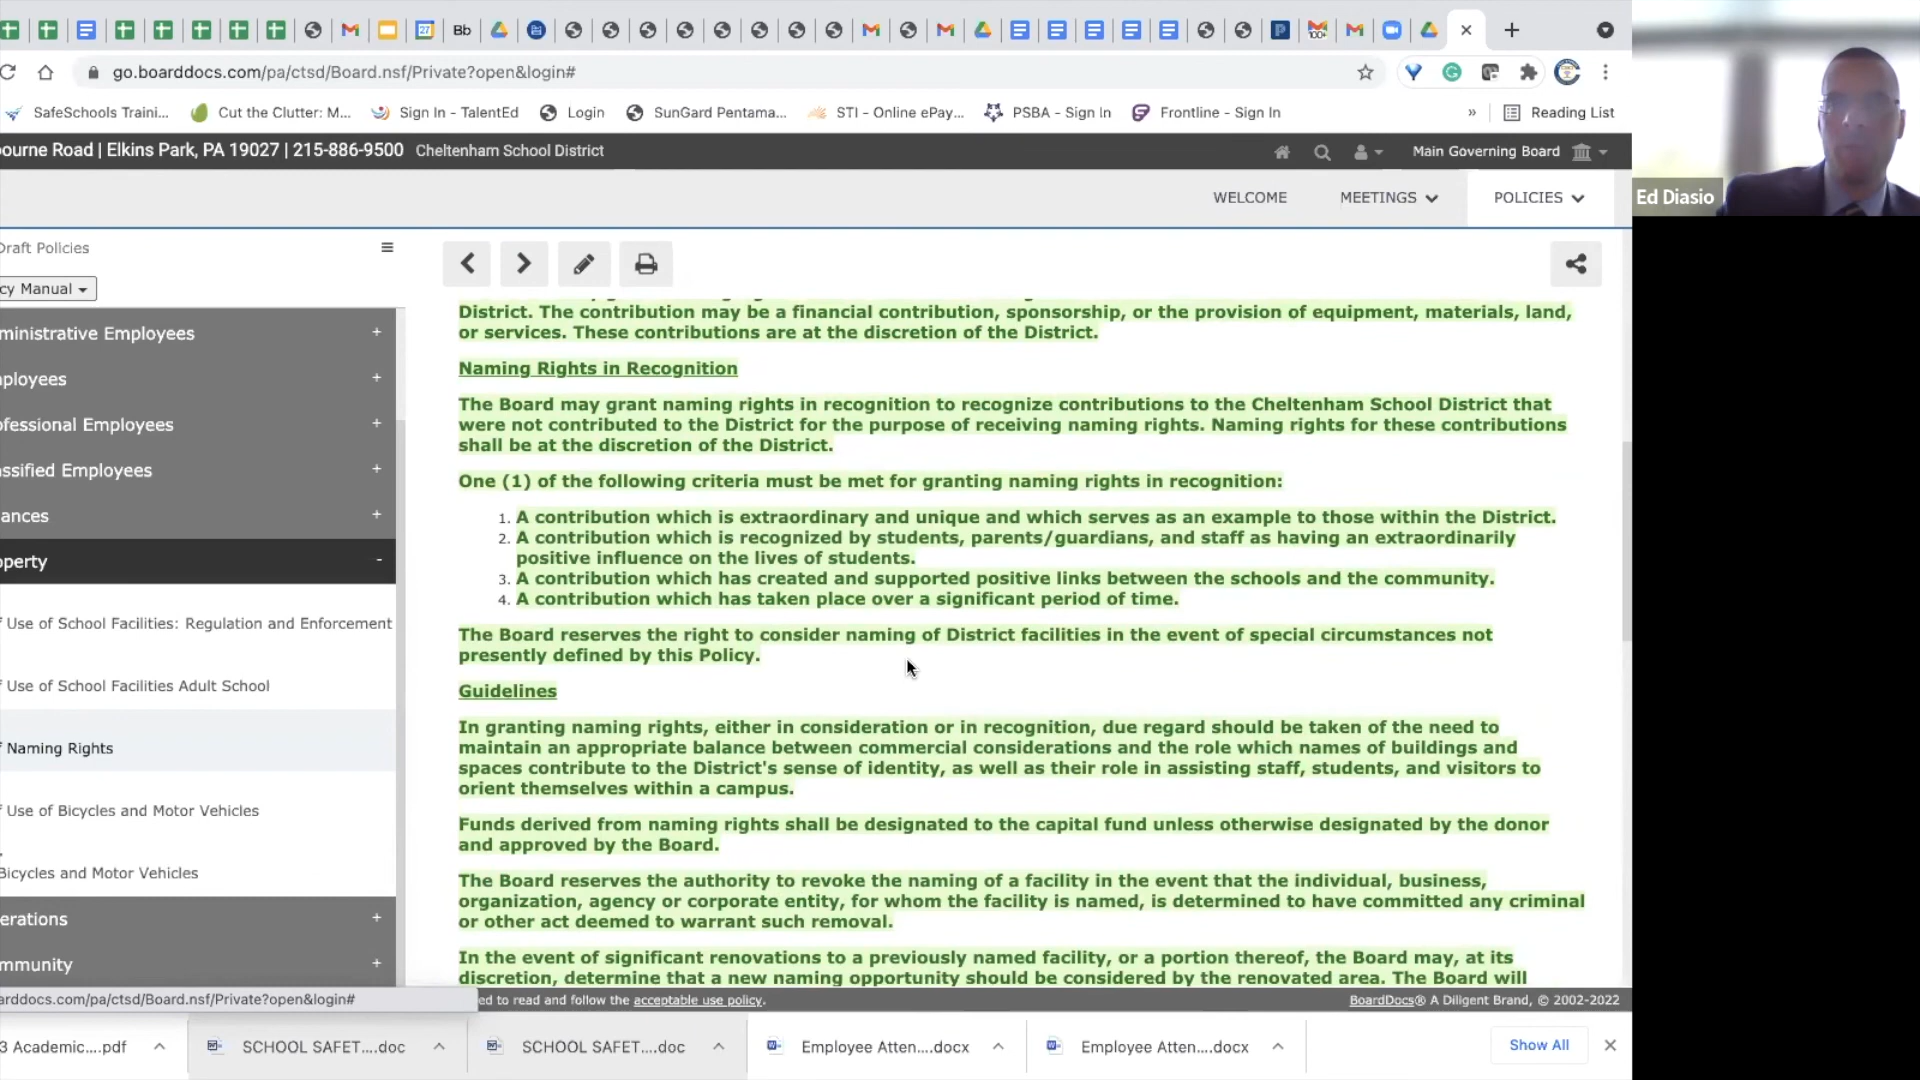 27
Bb
P
100+
go.boarddocs.com/pa/ctsd/Board.nsf/Private?open&login#
SafeSchools Traini...
Cut the Clutter: M...
Sign In - TalentEd
Login
SunGard Pentama...
STI - Online ePay...
PSBA - Sign In
Frontline - Sign In
»
Reading List
ourne Road | Elkins Park, PA 19027 | 215-886-9500 Cheltenham School District
Main Governing Board
WELCOME
MEETINGS
POLICIES
Ed Diasio
Draft Policies
cy Manual
ministrative Employees +
ployees +
ofessional Employees +
assified Employees +
ances +
operty -
f Use of School Facilities: Regulation and Enforcement
f Use of School Facilities Adult School
f Naming Rights
f Use of Bicycles and Motor Vehicles
Bicycles and Motor Vehicles
erations +
mmunity +
District. The contribution may be a financial contribution, sponsorship, or the provision of equipment, materials, land,
or services. These contributions are at the discretion of the District.
Naming Rights in Recognition
The Board may grant naming rights in recognition to recognize contributions to the Cheltenham School District that
were not contributed to the District for the purpose of receiving naming rights. Naming rights for these contributions
shall be at the discretion of the District.
One (1) of the following criteria must be met for granting naming rights in recognition:
1. A contribution which is extraordinary and unique and which serves as an example to those within the District.
2. A contribution which is recognized by students, parents/guardians, and staff as having an extraordinarily
positive influence on the lives of students.
3. A contribution which has created and supported positive links between the schools and the community.
4. A contribution which has taken place over a significant period of time.
The Board reserves the right to consider naming of District facilities in the event of special circumstances not
presently defined by this Policy.
Guidelines
In granting naming rights, either in consideration or in recognition, due regard should be taken of the need to
maintain an appropriate balance between commercial considerations and the role which names of buildings and
spaces contribute to the District's sense of identity, as well as their role in assisting staff, students, and visitors to
orient themselves within a campus.
Funds derived from naming rights shall be designated to the capital fund unless otherwise designated by the donor
and approved by the Board.
The Board reserves the authority to revoke the naming of a facility in the event that the individual, business,
organization, agency or corporate entity, for whom the facility is named, is determined to have committed any criminal
or other act deemed to warrant such removal.
In the event of significant renovations to a previously named facility, or a portion thereof, the Board may, at its
discretion, determine that a new naming opportunity should be considered by the renovated area. The Board will
arddocs.com/pa/ctsd/Board.nsf/Private?open&login#
ed to read and follow the acceptable use policy.
BoardDocs® A Diligent Brand, © 2002-2022
3 Academic....pdf
SCHOOL SAFET....doc
SCHOOL SAFET....doc
Employee Atten....docx
Employee Atten....docx
Show All